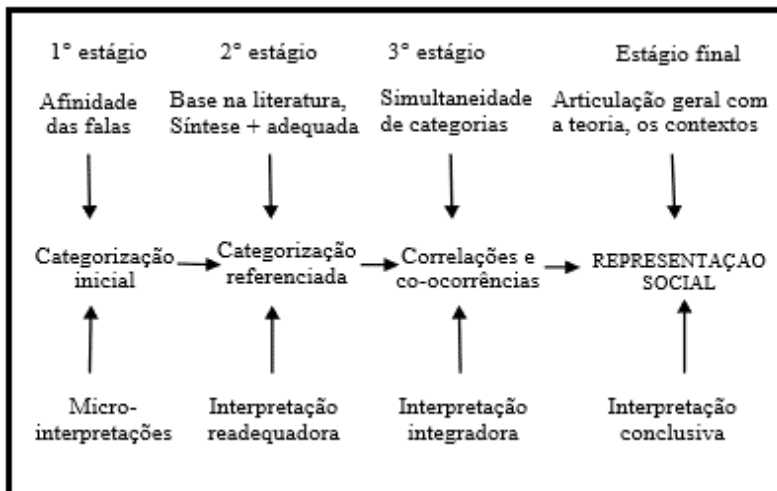 1° estágio
2° estágio
3° estágio
Estágio final
Afinidade
das falas
Base na literatura,
Síntese + adequada
Simultaneidade
de categorias
Articulação geral com
a teoria, os contextos
Categorização
inicial
Categorização
referenciada
Correlações e
co-ocorrências
REPRESENTAÇAO
SOCIAL
Micro-
interpretações
Interpretação
readequadora
Interpretação
integradora
Interpretação
conclusiva